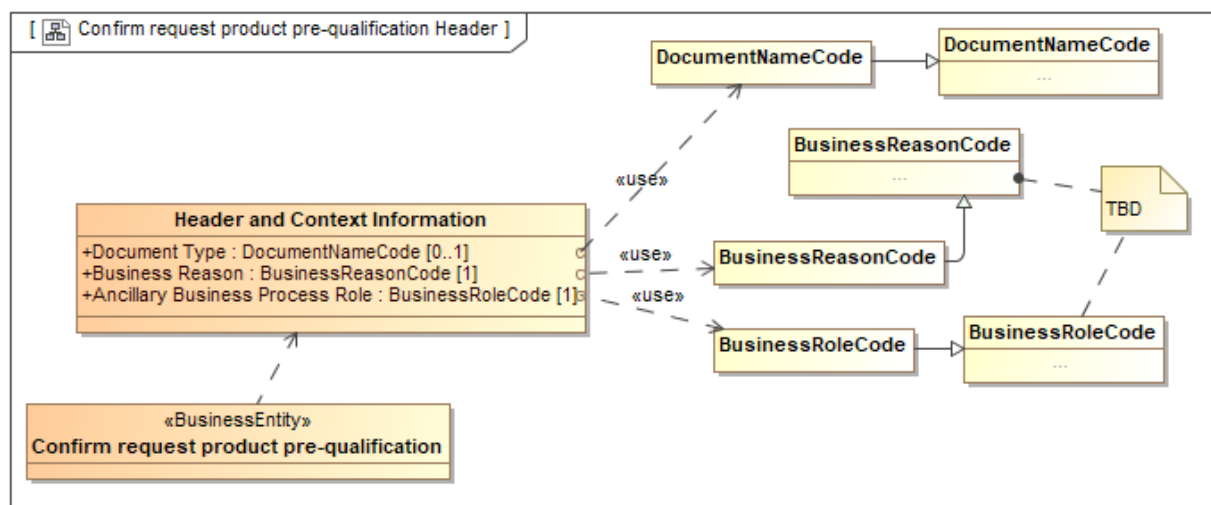 [ Confirm request product pre-qualification Header ]
DocumentNameCode
DocumentNameCode
...
BusinessReasonCode
...
TBD
«use»
Header and Context Information
+Document Type : DocumentNameCode [0..1]
+Business Reason : BusinessReasonCode [1]
+Ancillary Business Process Role : BusinessRoleCode [1]
«use»
BusinessReasonCode
«use»
BusinessRoleCode
BusinessRoleCode
...
«BusinessEntity»
Confirm request product pre-qualification